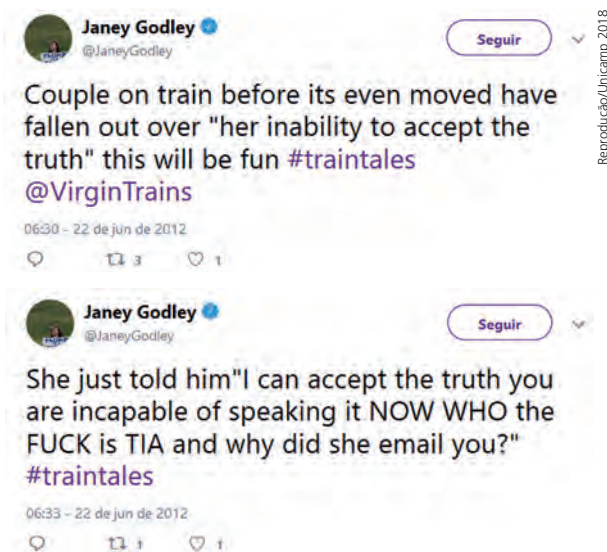 Janey Godley
@JaneyGodley
Seguir
Couple on train before its even moved have
fallen out over "her inability to accept the
truth" this will be fun #traintales
@VirginTrains
06:30 - 22 de jun de 2012
3
1
Janey Godley
@JaneyGodley
Seguir
She just told him"I can accept the truth you
are incapable of speaking it NOW WHO the
FUCK is TIA and why did she email you?"
#traintales
06:33 - 22 de jun de 2012
1
1
Reprodução/Unicamp 2018